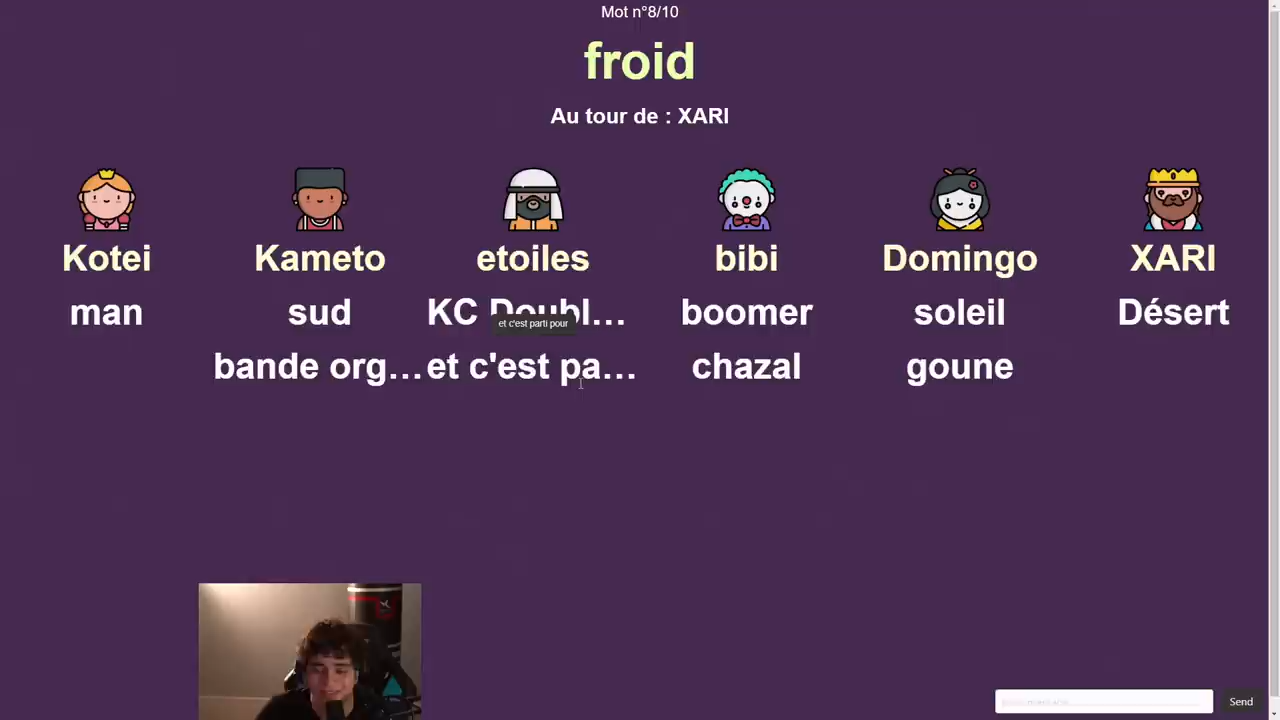 Mot n°8/10
froid
Au tour de : XARI
Kotei Kameto etoiles bibi Domingo XARI
man sud KC Doubl... boomer soleil Désert
et c'est parti pour
bande org... et c'est pa... chazal goune
Send